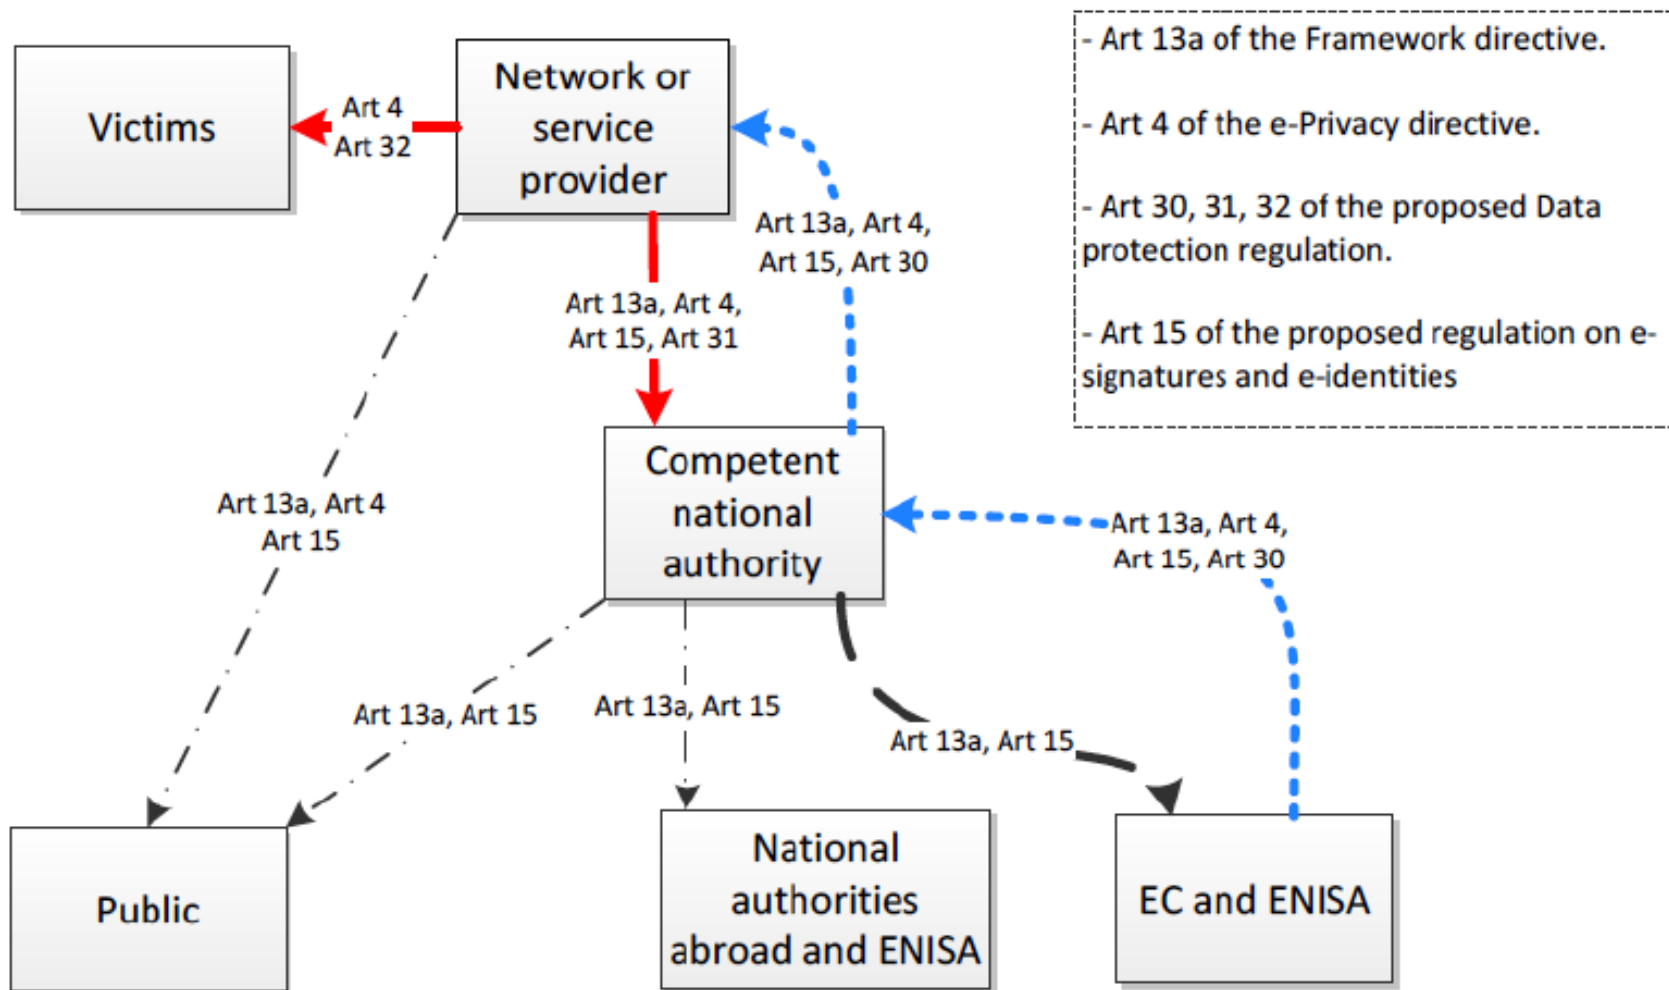 Victims
Art 4
Art 32
Network or
service
provider
- Art 13a of the Framework directive.
- Art 4 of the e-Privacy directive.
- Art 30, 31, 32 of the proposed Data
protection regulation.
- Art 15 of the proposed regulation on e-
signatures and e-identities
Art 13a, Art 4,
Art 15, Art 30
Art 13a, Art 4,
Art 15, Art 31
Art 13a, Art 4
Art 15
Competent
national
authority
Art 13a, Art 4,
Art 15, Art 30
Art 13a, Art 15
Art 13a, Art 15
Art 13a, Art 15
Public
National
authorities
abroad and ENISA
EC and ENISA